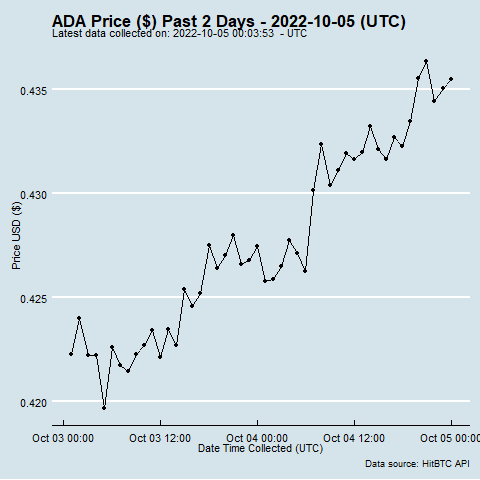 ADA Price ($) Past 2 Days - 2022-10-05 (UTC)
Latest data collected on: 2022-10-05 00:03:53 - UTC
0.435
0.430
0.425
0.420
Price USD ($)
Oct 03 00:00 Oct 03 12:00 Oct 04 00:00 Oct 04 12:00 Oct 05 00:00
Date Time Collected (UTC)
Data source: HitBTC API